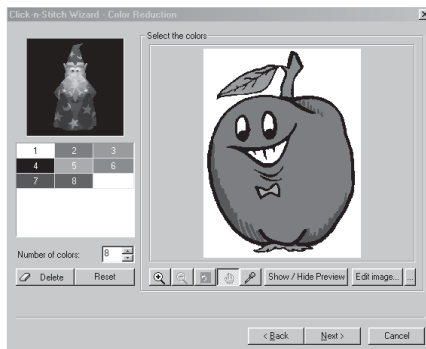 Click-n-Stitch Wizard - Color Reduction
Select the colors
1 2 3
4 5 6
7 8
Number of colors: 8
Delete Reset
Show / Hide Preview Edit image... ...
< Back Next > Cancel